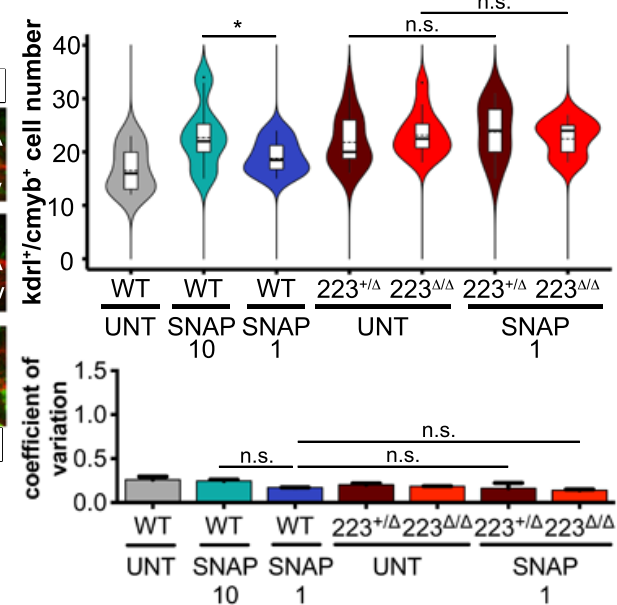 n.s.
* n.s.
kdrl⁺/cmyb⁺ cell number
40
30
20
10
0
WT WT WT 223⁺/Δ 223Δ/Δ 223⁺/Δ 223Δ/Δ
UNT SNAP SNAP UNT SNAP
10 1 1
coefficient of
variation
1.5
1.0
0.5
0.0
n.s.
n.s. n.s.
WT WT WT 223⁺/Δ 223Δ/Δ 223⁺/Δ 223Δ/Δ
UNT SNAP SNAP UNT SNAP
10 1 1